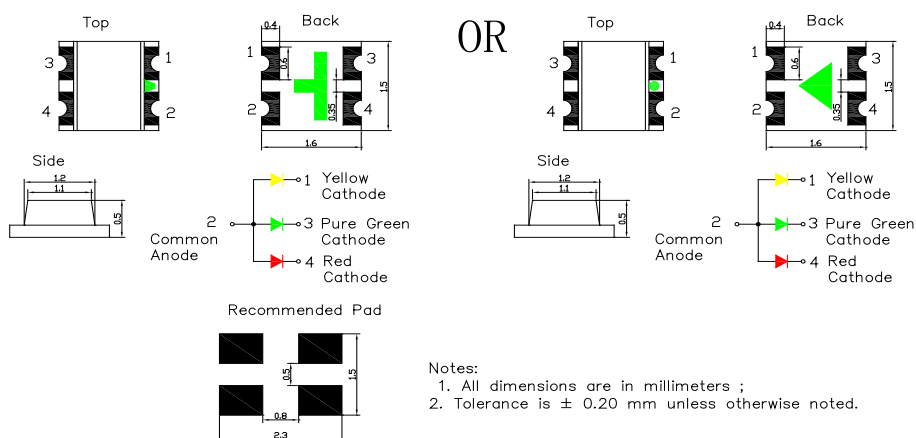 Top
Back
OR
Top
Back
3
1
4
2
1
3
2
4
0.4
0.6
0.35
1.5
1.6
3
1
4
2
1
3
2
4
0.4
0.6
0.35
1.5
1.6
Side
1.2
1.1
0.5
2
Common
Anode
1 Yellow
Cathode
3 Pure Green
Cathode
4 Red
Cathode
Side
1.2
1.1
0.5
2
Common
Anode
1 Yellow
Cathode
3 Pure Green
Cathode
4 Red
Cathode
Recommended Pad
0.5
1.5
0.8
2.3
Notes:
1. All dimensions are in millimeters ;
2. Tolerance is ± 0.20 mm unless otherwise noted.